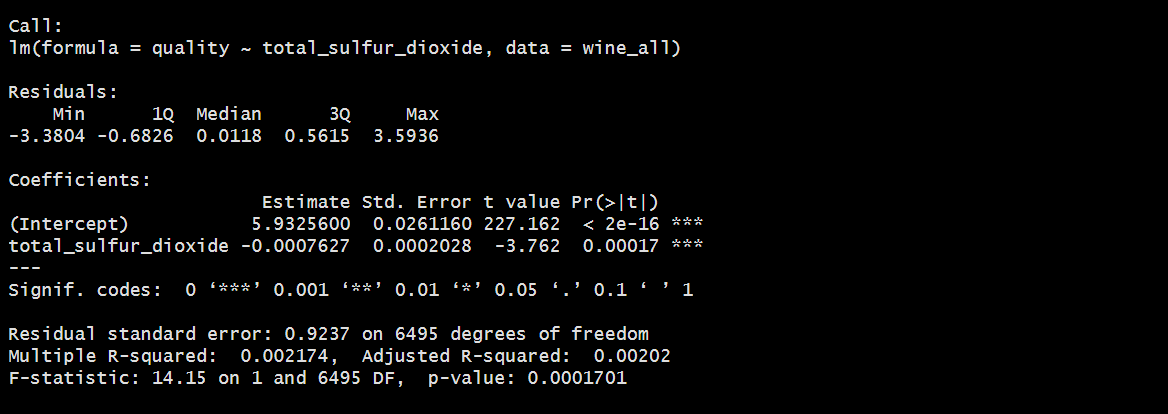 Call:
lm(formula = quality ~ total_sulfur_dioxide, data = wine_all)
Residuals:
    Min      1Q  Median      3Q     Max
-3.3804 -0.6826  0.0118  0.5615  3.5936
Coefficients:
                       Estimate Std. Error t value Pr(>|t|)
(Intercept)           5.9325600  0.0261160 227.162  < 2e-16 ***
total_sulfur_dioxide -0.0007627  0.0002028  -3.762  0.00017 ***
---
Signif. codes:  0 ‘***’ 0.001 ‘**’ 0.01 ‘*’ 0.05 ‘.’ 0.1 ‘ ’ 1
Residual standard error: 0.9237 on 6495 degrees of freedom
Multiple R-squared:  0.002174,  Adjusted R-squared:  0.00202
F-statistic: 14.15 on 1 and 6495 DF,  p-value: 0.0001701